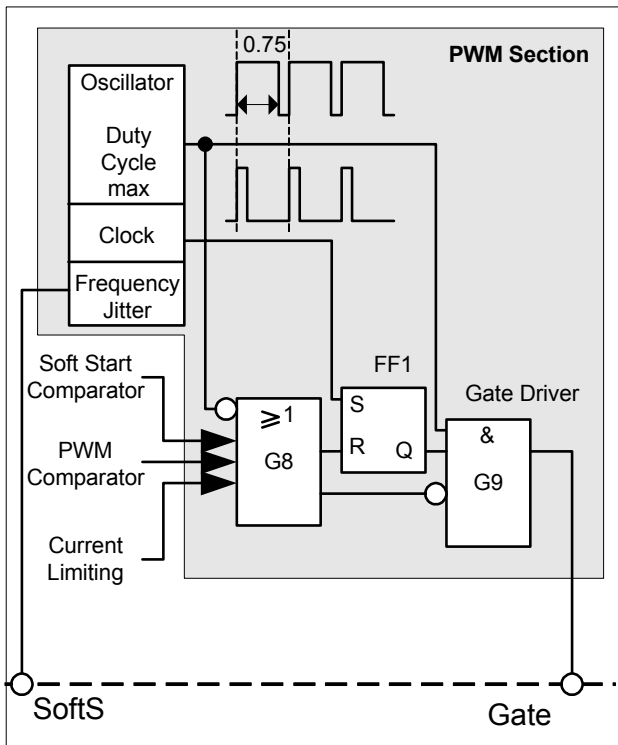 0.75
PWM Section
Oscillator
Duty
Cycle
max
Clock
Frequency
Jitter
Soft Start
Comparator
PWM
Comparator
Current
Limiting
≥1
G8
FF1
S
R
Q
Gate Driver
&
G9
SoftS
Gate